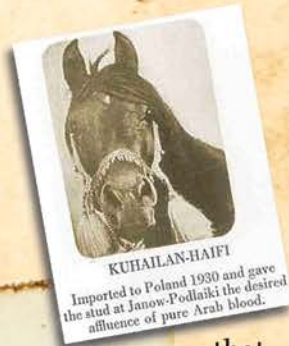 KUHAILAN-HAIFI
Imported to Poland 1930 and gave
the stud at Janow-Podlaiki the desired
affluence of pure Arab blood.
that